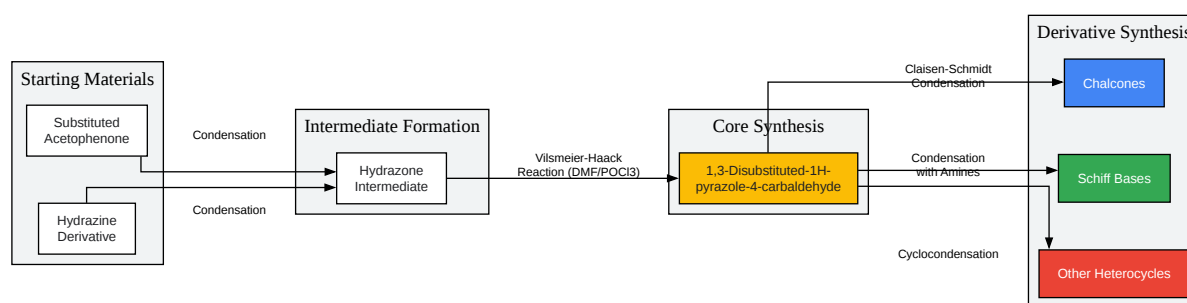 Starting Materials
Substituted
Acetophenone
Hydrazine
Derivative
Condensation
Condensation
Intermediate Formation
Hydrazone
Intermediate
Vilsmeier-Haack
Reaction (DMF/POCl3)
Core Synthesis
1,3-Disubstituted-1H-
pyrazole-4-carbaldehyde
Claisen-Schmidt
Condensation
Condensation
with Amines
Cyclocondensation
Derivative Synthesis
Chalcones
Schiff Bases
Other Heterocycles